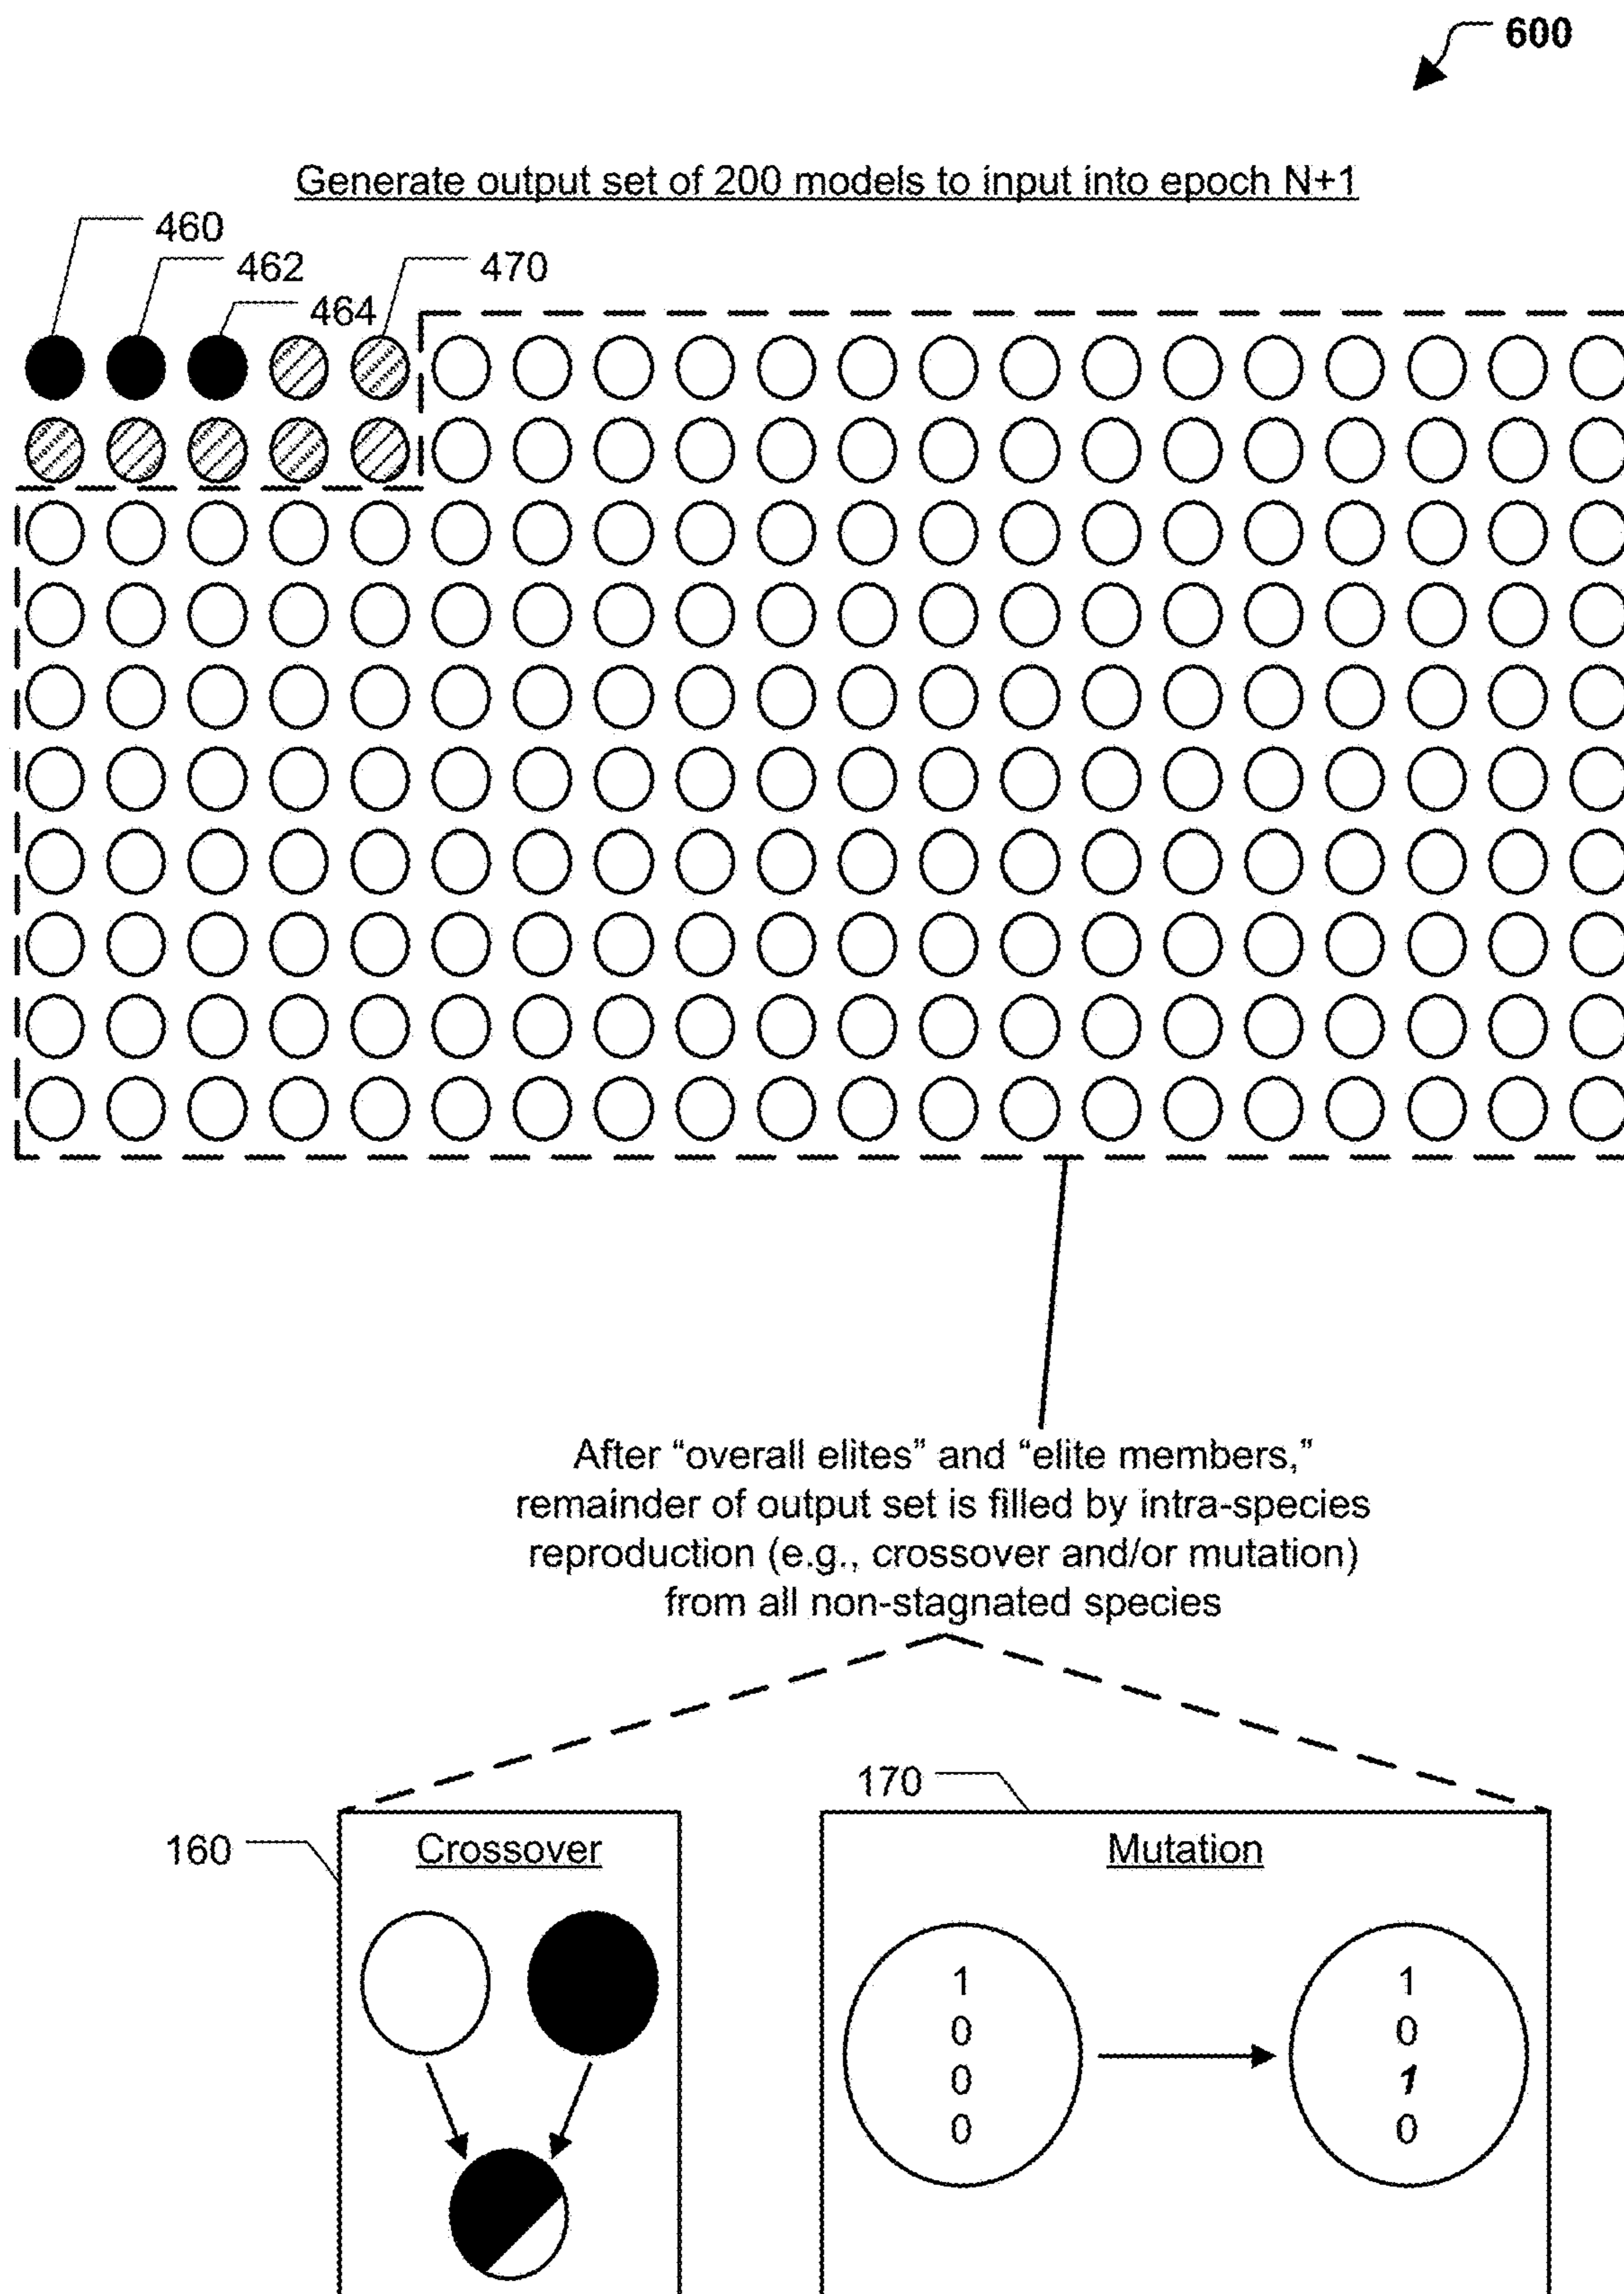 600
Generate output set of 200 models to input into epoch N+1
460
462
470
464
After “overall elites” and “elite members,”
remainder of output set is filled by intra-species
reproduction (e.g., crossover and/or mutation)
from all non-stagnated species
170
160
Crossover
Mutation
1
0
0
0
1
0
1
0